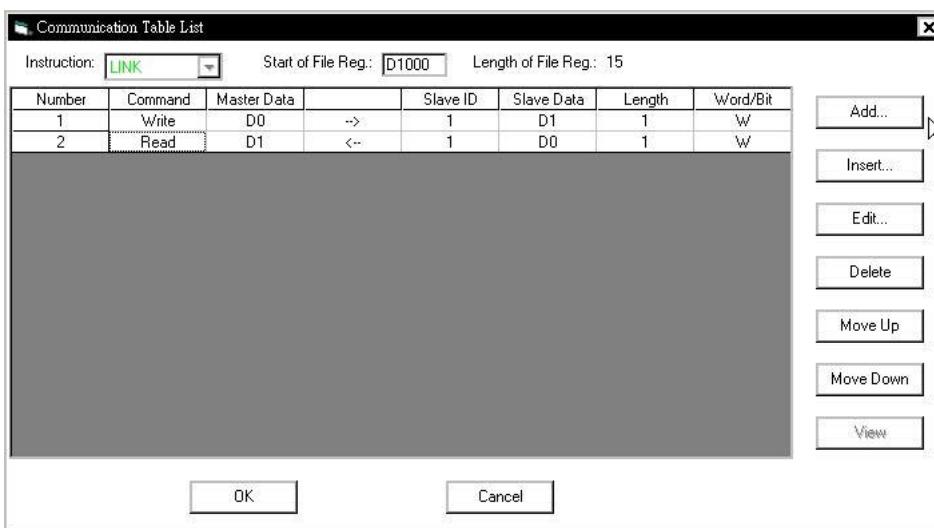 Communication Table List
Instruction: LINK Start of File Reg.: D1000 Length of File Reg.: 15
Number Command Master Data Slave ID Slave Data Length Word/Bit
1 Write D0 --> 1 D1 1 W
2 Read D1 <-- 1 D0 1 W
Add...
Insert...
Edit...
Delete
Move Up
Move Down
View
OK Cancel